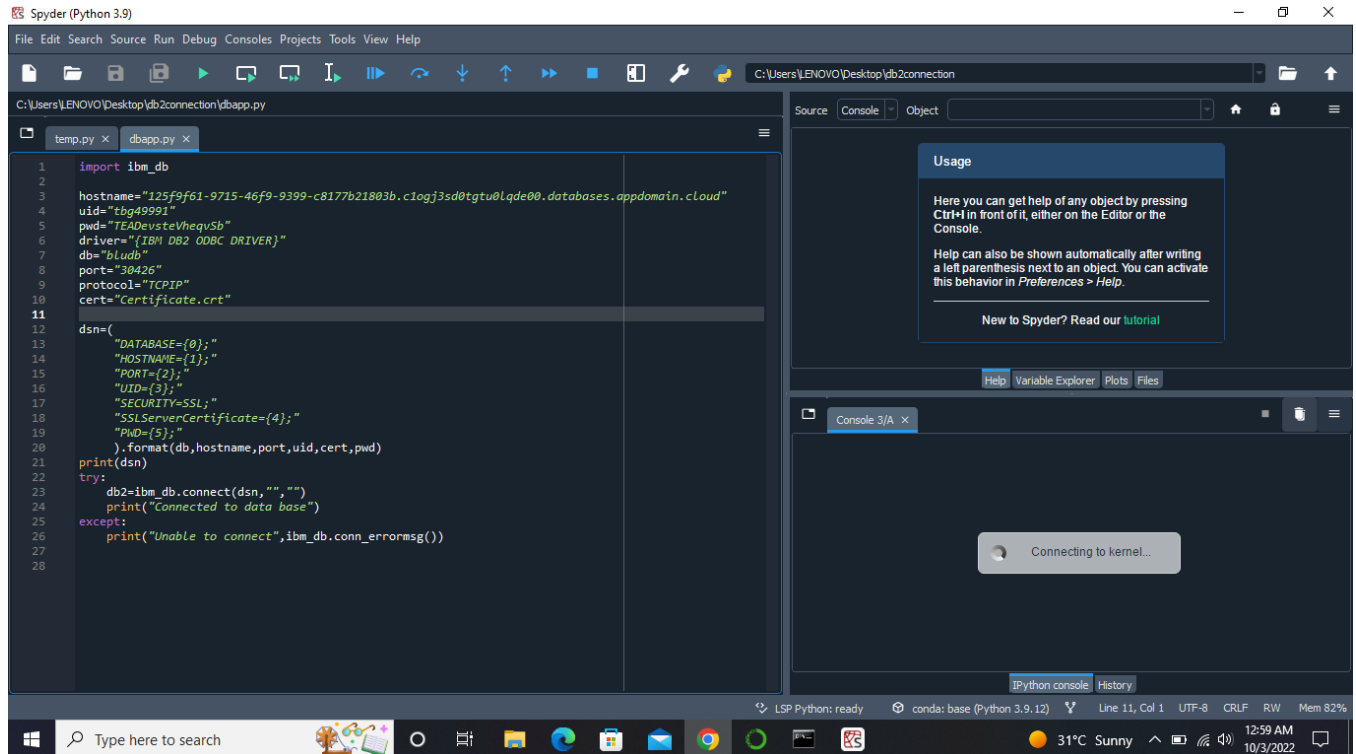 Spyder (Python 3.9)
File Edit Search Source Run Debug Consoles Projects Tools View Help
C:\Users\LENOVO\Desktop\db2connection
C:\Users\LENOVO\Desktop\db2connection\dbapp.py
temp.py
dbapp.py
1 import ibm_db
2
3 hostname="125f9f61-9715-46f9-9399-c8177b21803b.c1ogj3sd0tgtu0lqde00.databases.appdomain.cloud"
4 uid="tbg49991"
5 pwd="TEADevsteVheqvSb"
6 driver="{IBM DB2 ODBC DRIVER}"
7 db="bludb"
8 port="30426"
9 protocol="TCPIP"
10 cert="Certificate.crt"
11
12 dsn=(
13 "DATABASE={0};"
14 "HOSTNAME={1};"
15 "PORT={2};"
16 "UID={3};"
17 "SECURITY=SSL;"
18 "SSLServerCertificate={4};"
19 "PWD={5};"
20 ).format(db,hostname,port,uid,cert,pwd)
21 print(dsn)
22 try:
23 db2=ibm_db.connect(dsn,"","")
24 print("Connected to data base")
25 except:
26 print("Unable to connect",ibm_db.conn_errormsg())
27
28
Source Console Object
Usage
Here you can get help of any object by pressing
Ctrl+I in front of it, either on the Editor or the
Console.
Help can also be shown automatically after writing
a left parenthesis next to an object. You can activate
this behavior in Preferences > Help.
New to Spyder? Read our tutorial
Help Variable Explorer Plots Files
Console 3/A
Connecting to kernel...
IPython console History
LSP Python: ready conda: base (Python 3.9.12) Line 11, Col 1 UTF-8 CRLF RW Mem 82%
Type here to search
31°C Sunny
12:59 AM
10/3/2022